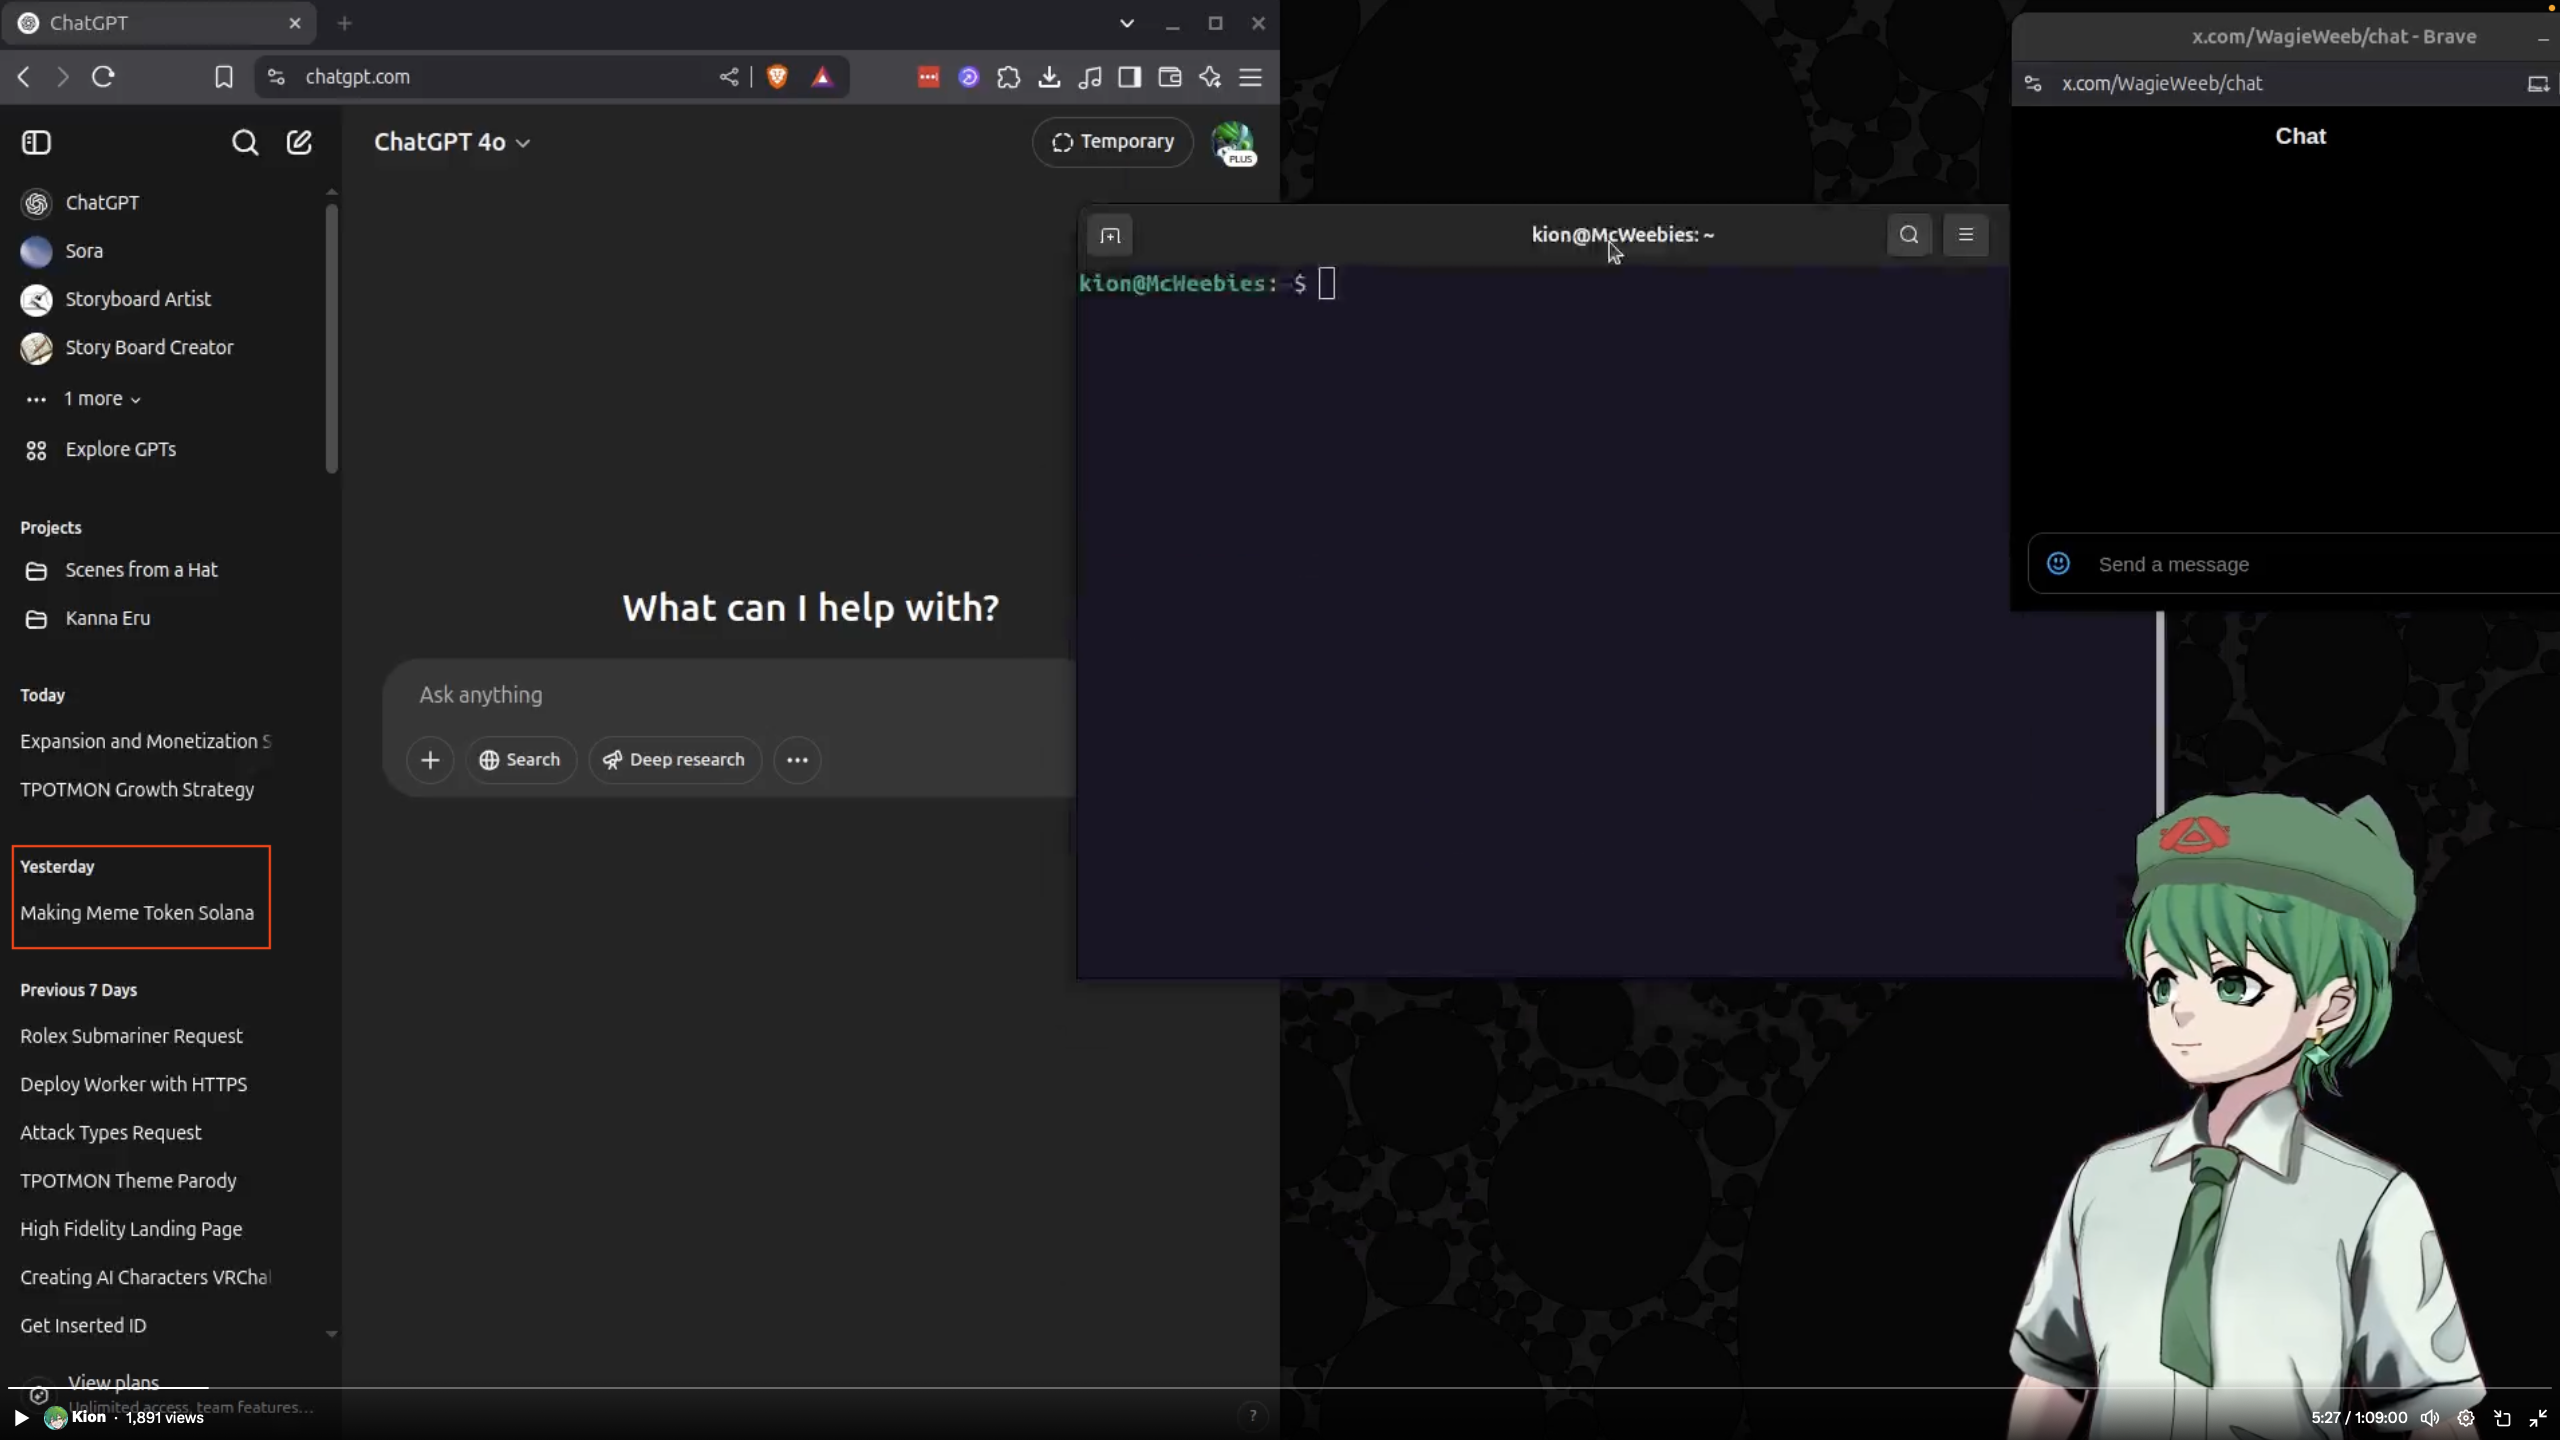 ChatGPT
chatgpt.com
x.com/WagieWeeb/chat - Brave
x.com/WagieWeeb/chat
Chat
Send a message
ChatGPT 4o
Temporary
PLUS
ChatGPT
Sora
Storyboard Artist
Story Board Creator
1 more
Explore GPTs
Projects
Scenes from a Hat
Kanna Eru
Today
Expansion and Monetization S
TPOTMON Growth Strategy
Yesterday
Making Meme Token Solana
Previous 7 Days
Rolex Submariner Request
Deploy Worker with HTTPS
Attack Types Request
TPOTMON Theme Parody
High Fidelity Landing Page
Creating AI Characters VRChat
Get Inserted ID
View plans
Unlimited access, team features...
What can I help with?
Ask anything
Search
Deep research
kion@McWeebies: ~
kion@McWeebies:~$
?
Kion · 1,891 views
5:27 / 1:09:00